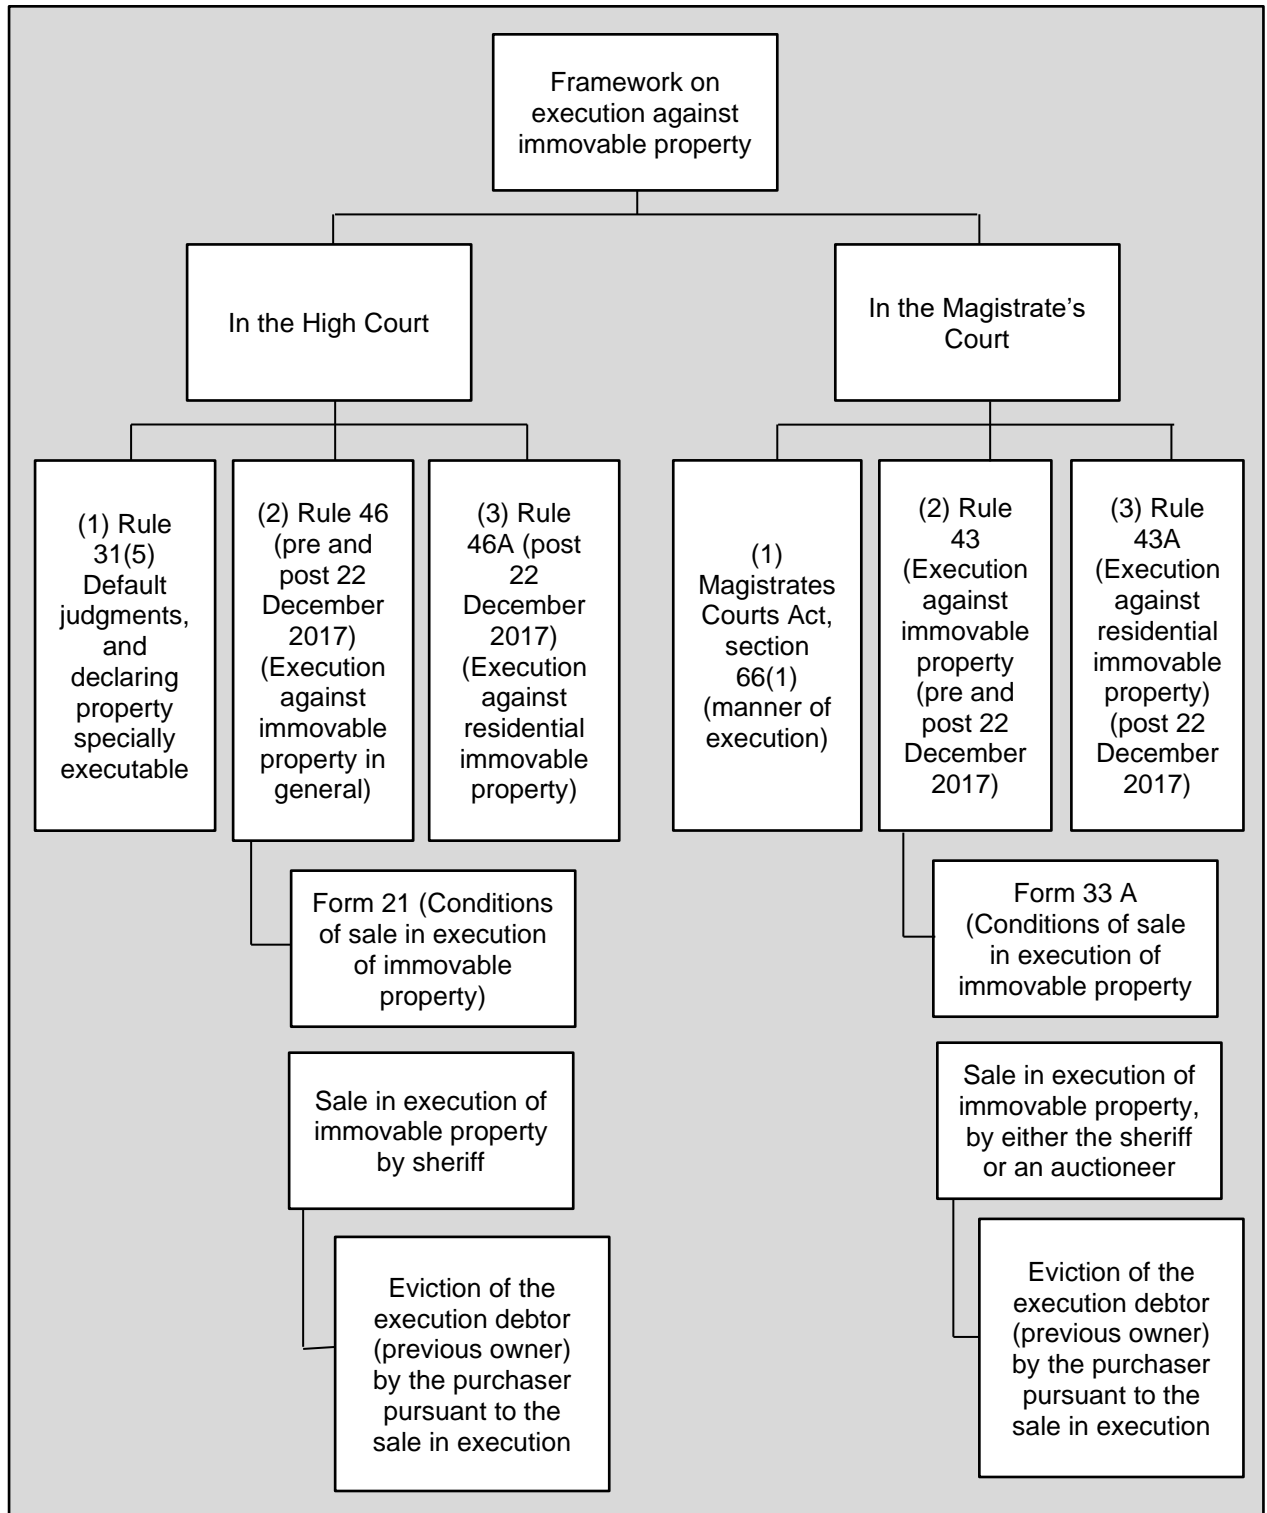 Framework on
execution against
immovable property
In the High Court
In the Magistrate’s
Court
(1) Rule
31(5)
Default
judgments,
and
declaring
property
specially
executable
(2) Rule 46
(pre and
post 22
December
2017)
(Execution
against
immovable
property in
general)
(3) Rule
46A (post
22
December
2017)
(Execution
against
residential
immovable
property)
(1)
Magistrates
Courts Act,
section
66(1)
(manner of
execution)
(2) Rule
43
(Execution
against
immovable
property
(pre and
post 22
December
2017)
(3) Rule
43A
(Execution
against
residential
immovable
property)
(post 22
December
2017)
Form 21 (Conditions
of sale in execution
of immovable
property)
Form 33 A
(Conditions of sale
in execution of
immovable property
Sale in execution of
immovable property
by sheriff
Sale in execution of
immovable property,
by either the sheriff
or an auctioneer
Eviction of the
execution debtor
(previous owner)
by the purchaser
pursuant to the
sale in execution
Eviction of the
execution debtor
(previous owner)
by the purchaser
pursuant to the
sale in execution